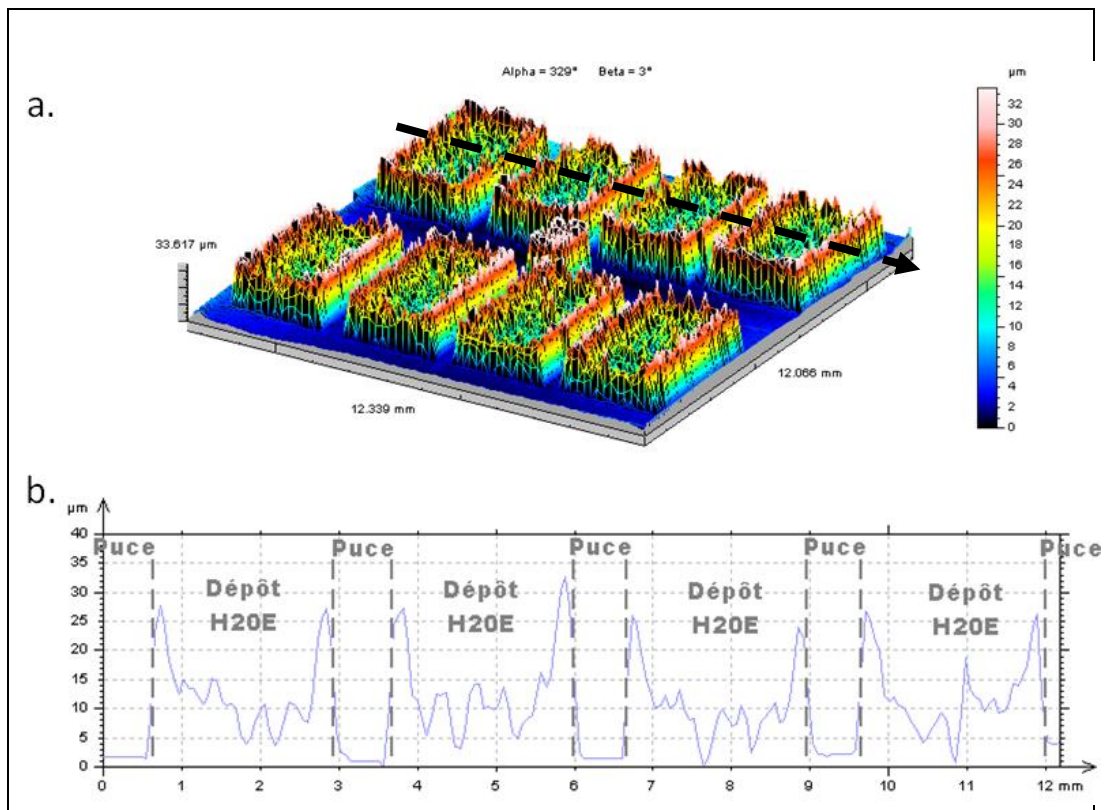 Alpha = 329° Beta = 3°
a.
µm
32
30
28
26
24
22
20
18
16
14
12
10
8
6
4
2
0
33.617 µm
12.339 mm
12.066 mm
b.
µm
40
35
30
25
20
15
10
5
0
Puce Puce Puce Puce Puce
Dépôt Dépôt Dépôt Dépôt
H20E H20E H20E H20E
0 1 2 3 4 5 6 7 8 9 10 11 12 mm